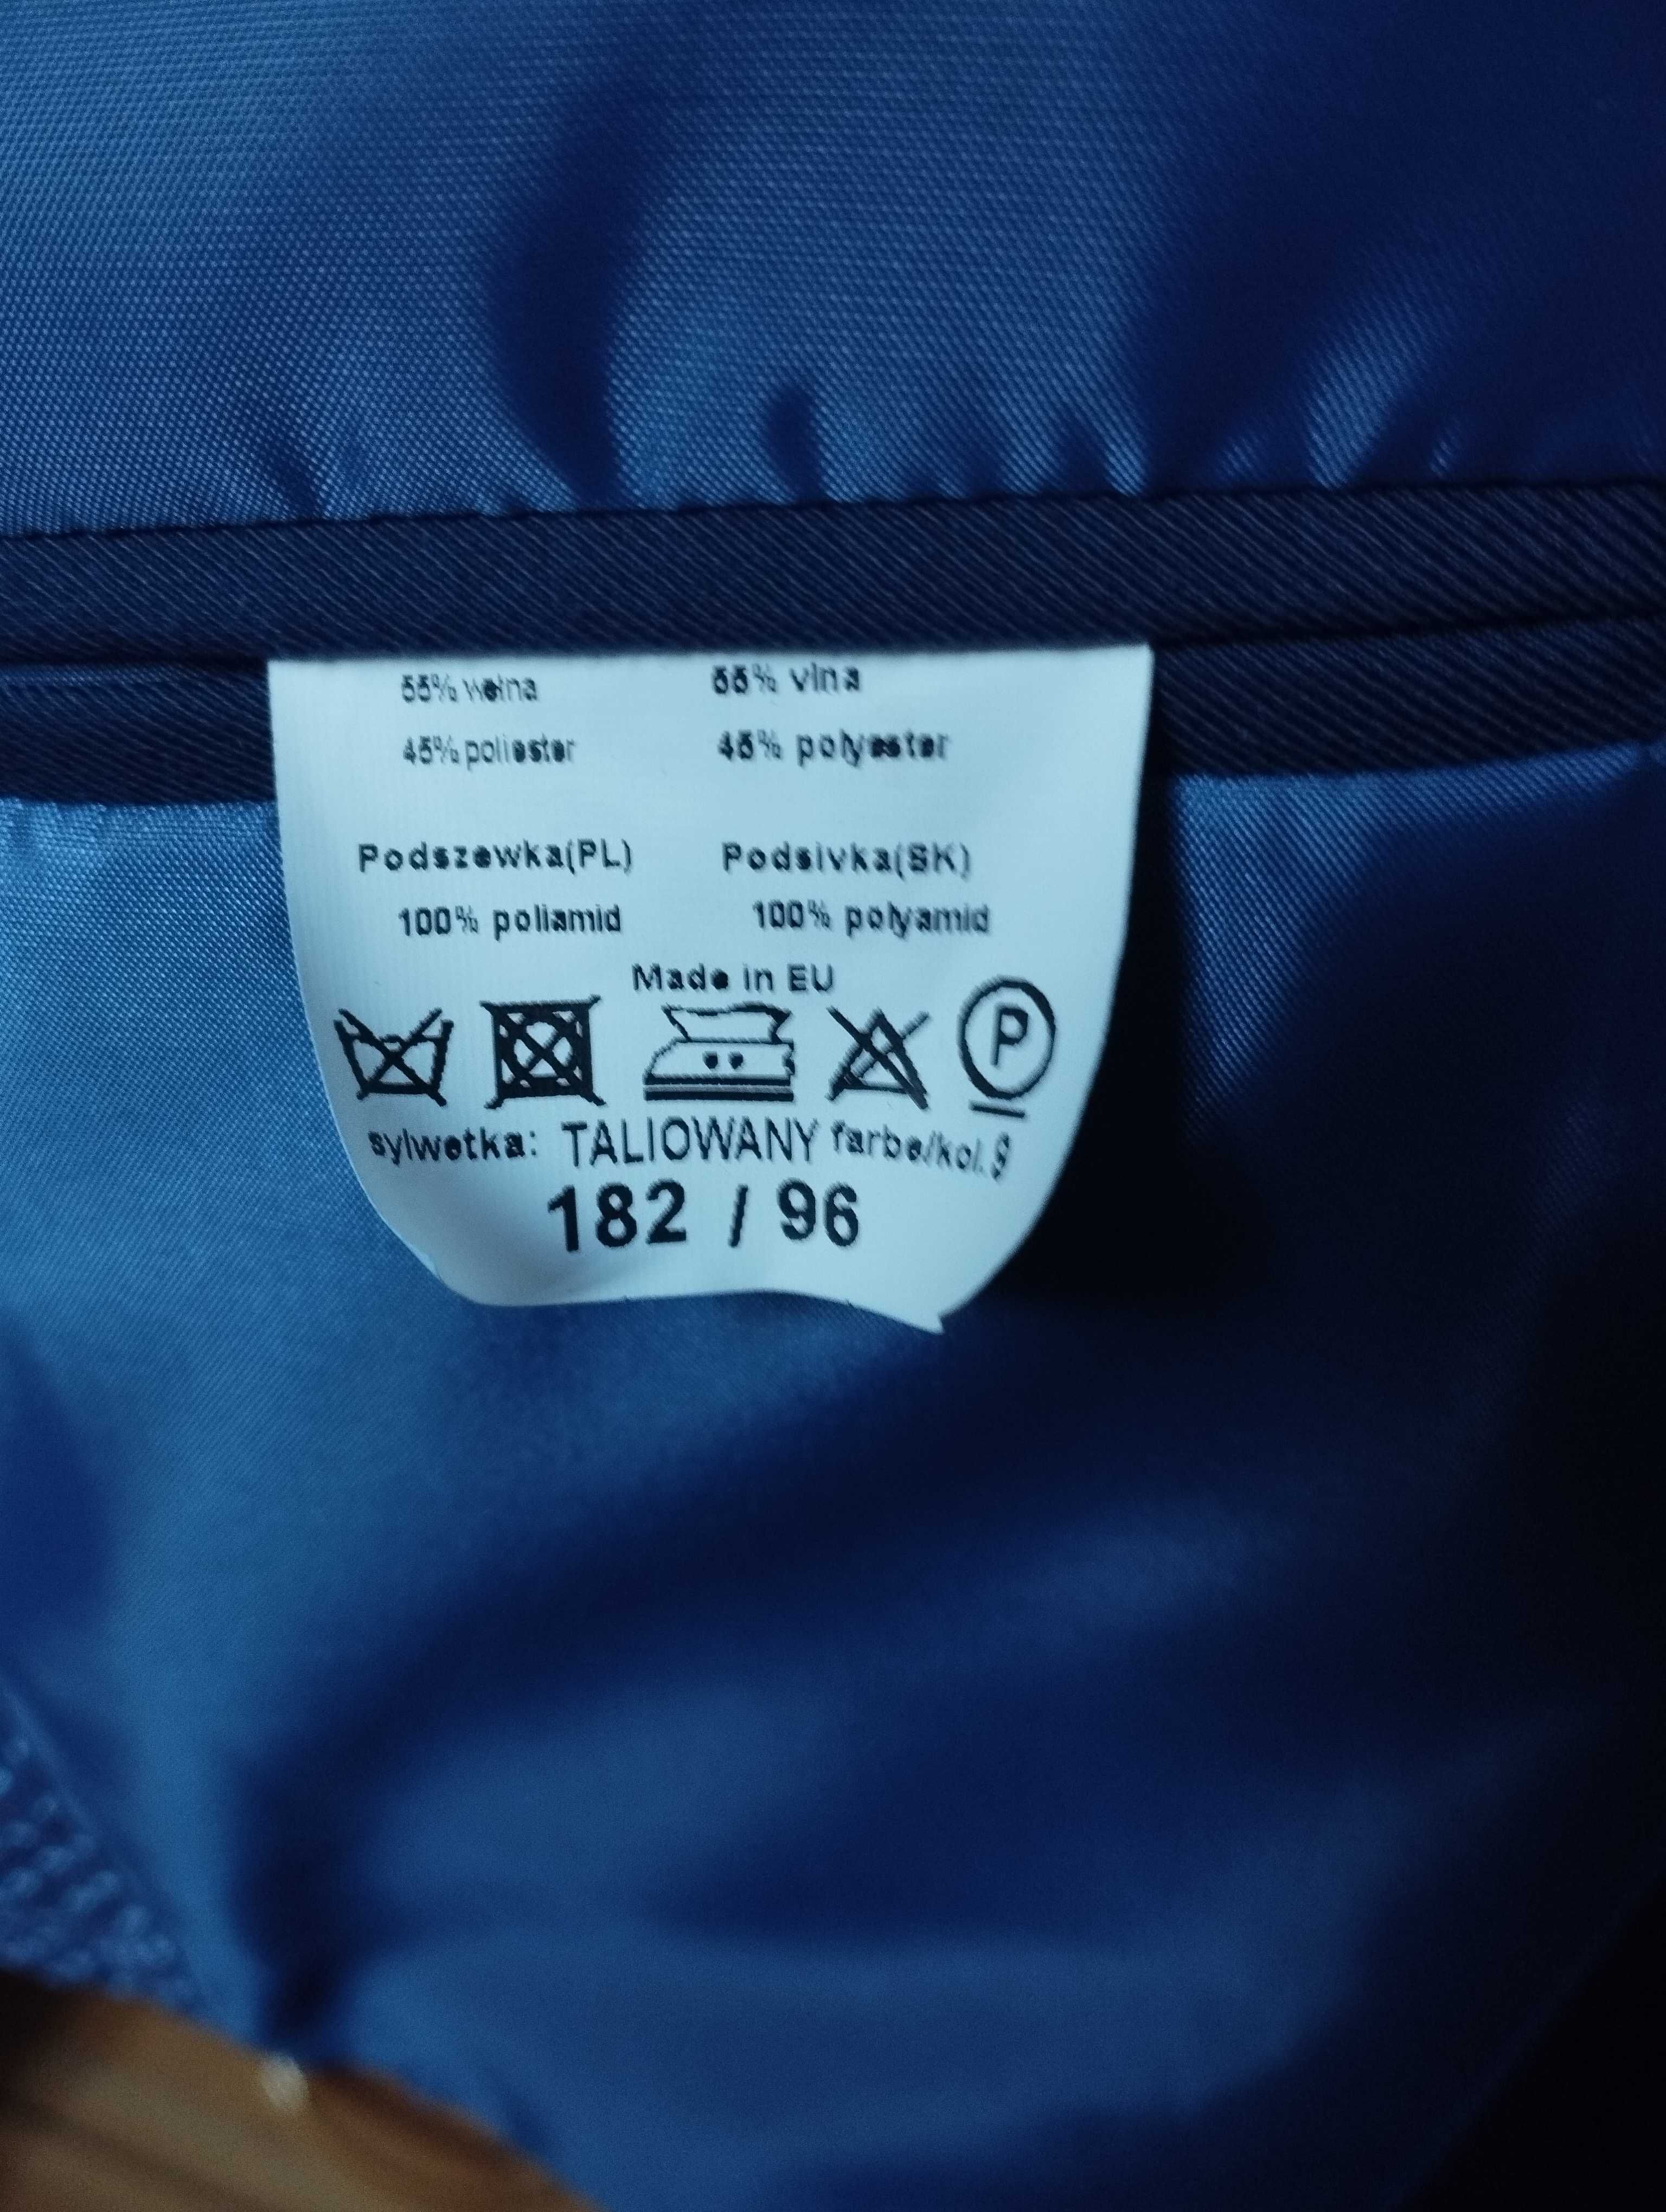 55% wełna 55% vlna
45% poliester 45% polyester
Podszewka(PL) Podsivka(SK)
100% poliamid 100% polyamid
Made in EU
P
sylwetka: TALIOWANY farbe/kol. 9
182 / 96